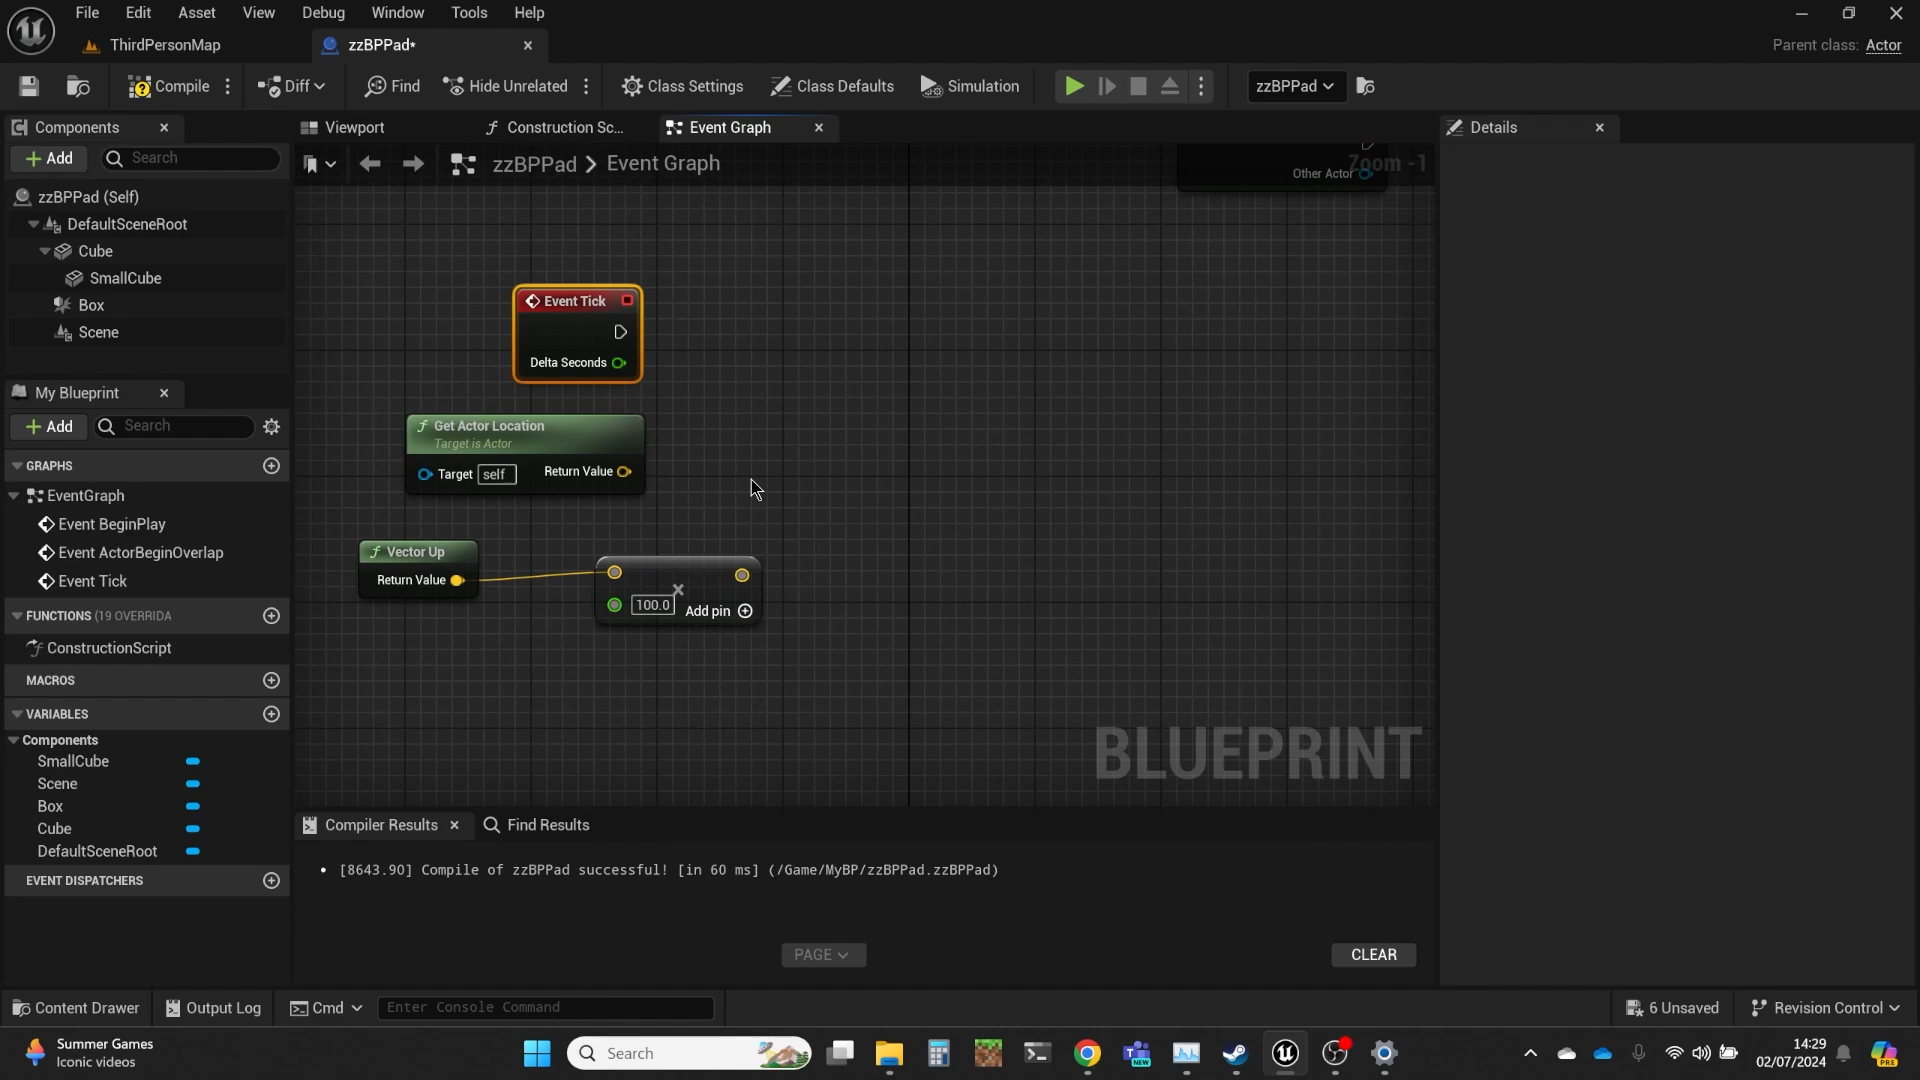 File Edit Asset View Debug Window Tools Help
ThirdPersonMap zzBPPad*
Parent class: Actor
Compile Diff Find Hide Unrelated Class Settings Class Defaults Simulation zzBPPad
Components
Viewport Construction Sc... Event Graph
Details
Add Search
zzBPPad > Event Graph
Zoom -1
Other Actor
zzBPPad (Self)
DefaultSceneRoot
Cube
SmallCube
Box
Scene
Event Tick
Delta Seconds
Get Actor Location
Target is Actor
Target self Return Value
Vector Up
Return Value
100.0 Add pin
BLUEPRINT
My Blueprint
Add Search
GRAPHS
EventGraph
Event BeginPlay
Event ActorBeginOverlap
Event Tick
FUNCTIONS (19 OVERRIDA
ConstructionScript
MACROS
VARIABLES
Components
SmallCube
Scene
Box
Cube
DefaultSceneRoot
EVENT DISPATCHERS
Compiler Results Find Results
• [8643.90] Compile of zzBPPad successful! [in 60 ms] (/Game/MyBP/zzBPPad.zzBPPad)
PAGE CLEAR
Content Drawer Output Log Cmd Enter Console Command 6 Unsaved Revision Control
Summer Games
Iconic videos
Search
NEW
14:29
02/07/2024
PRE